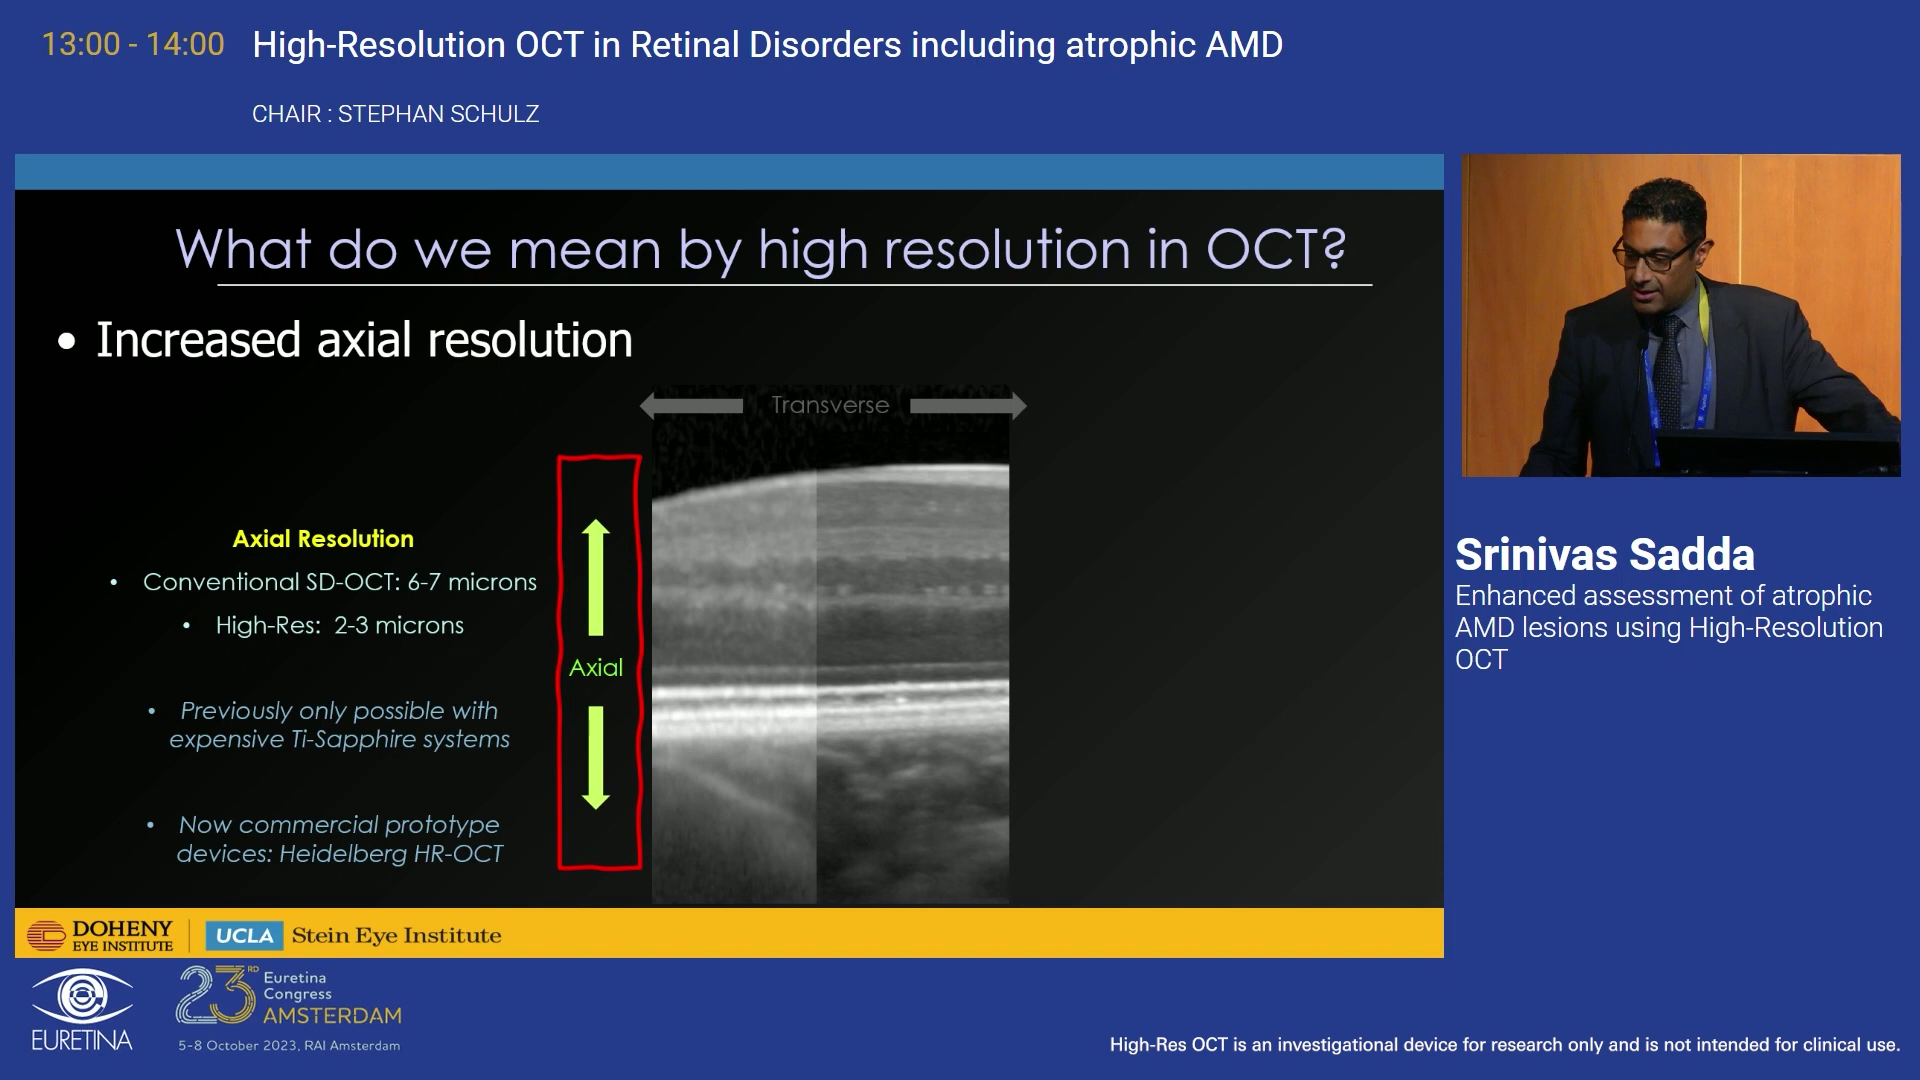 13:00 - 14:00 High-Resolution OCT in Retinal Disorders including atrophic AMD
CHAIR : STEPHAN SCHULZ
What do we mean by high resolution in OCT?
• Increased axial resolution
Transverse
Axial Resolution
• Conventional SD-OCT: 6-7 microns
• High-Res: 2-3 microns
Axial
• Previously only possible with
expensive Ti-Sapphire systems
• Now commercial prototype
devices: Heidelberg HR-OCT
DOHENY
EYE INSTITUTE
UCLA Stein Eye Institute
Srinivas Sadda
Enhanced assessment of atrophic
AMD lesions using High-Resolution
OCT
EURETINA
23RD
Euretina
Congress
AMSTERDAM
5-8 October 2023, RAI Amsterdam
High-Res OCT is an investigational device for research only and is not intended for clinical use.